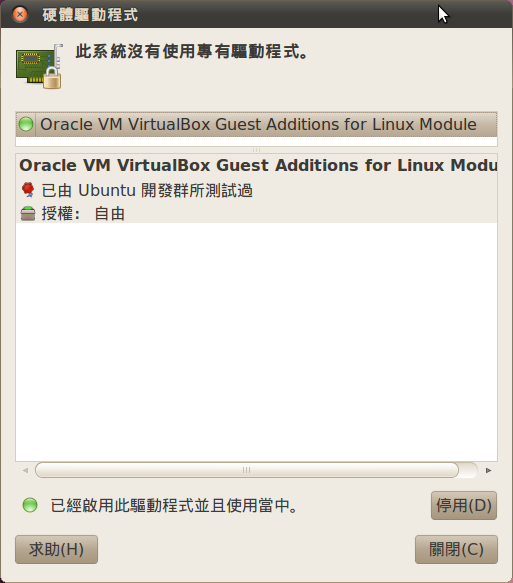 硬體驅動程式
此系統沒有使用專有驅動程式。
Oracle VM VirtualBox Guest Additions for Linux Module
Oracle VM VirtualBox Guest Additions for Linux Modu
已由 Ubuntu 開發群所測試過
授權： 自由
已經啟用此驅動程式並且使用當中。
停用(D)
求助(H)
關閉(C)